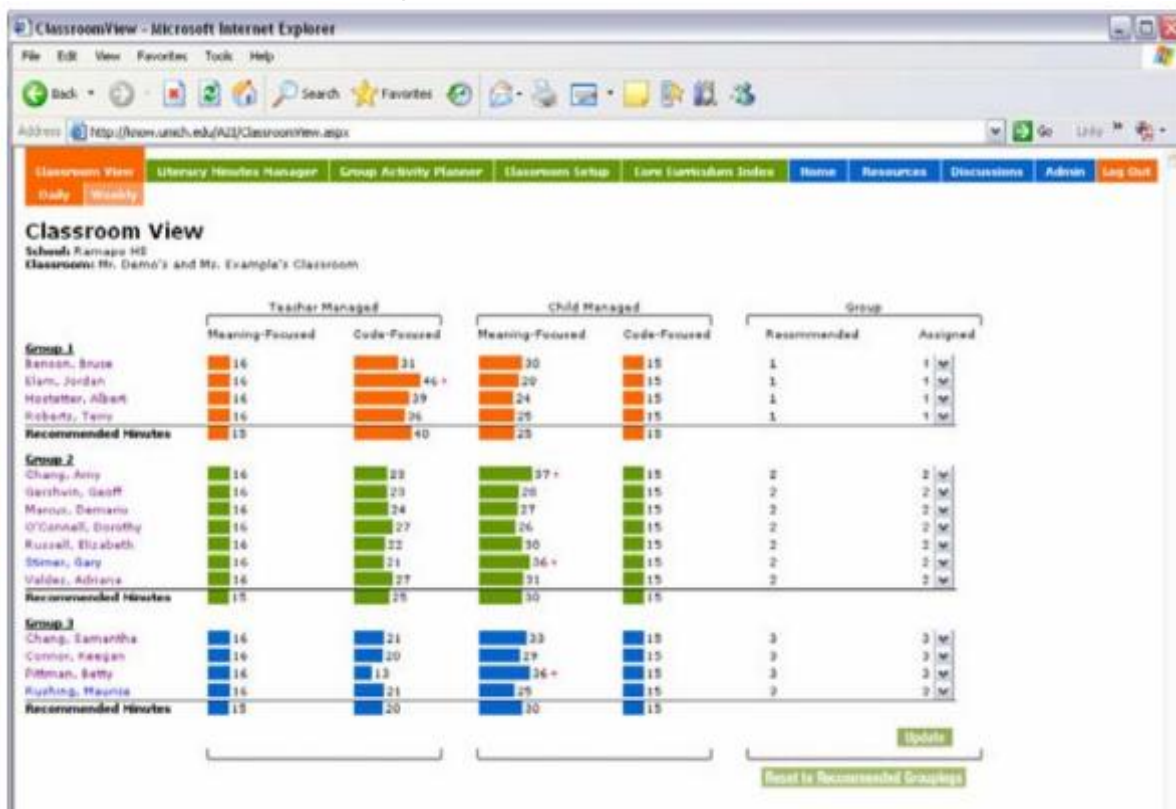 ClassroomView - Microsoft Internet Explorer
File Edit View Favorites Tools Help
Back Search Favorites
Address http://know.umich.edu/A2I/ClassroomView.aspx Go Links
Classroom View Literacy Minutes Manager Group Activity Planner Classroom Setup Core Curriculum Index Home Resources Discussions Admin Log Out
Daily Weekly
Classroom View
School: Ramapo HS
Classroom: Mr. Demo's and Ms. Example's Classroom
Teacher Managed Child Managed Group
Meaning-Focused Code-Focused Meaning-Focused Code-Focused Recommended Assigned
Group 1
Benson, Bruse 16 31 30 15 1 1
Elam, Jordan 16 46 + 15 1 1
Hostetter, Albert 16 39 24 15 1 1
Roberts, Terry 16 36 25 15 1 1
Recommended Minutes 15 40 25 15
Group 2
Chang, Amy 16 23 37 + 15 2 2
Gershwin, Geoff 16 23 28 15 2 2
Marcus, 16 24 27 15 2 2
O'Connell, Dorothy 16 27 26 15 2 2
Russell, Elizabeth 16 22 30 15 2 2
Gary 16 21 36 + 15 2 2
Valdez, Adriana 16 27 31 15 2 2
Recommended Minutes 15 25 30 15
Group 3
Chang, Samantha 16 21 33 15 3 3
Connor, Keegan 16 20 29 15 3 3
Pittman, Betty 16 13 36 + 15 3 3
Rushing, 16 21 25 15 3 3
Recommended Minutes 15 20 30 15
Update
Reset to Recommended Groupings